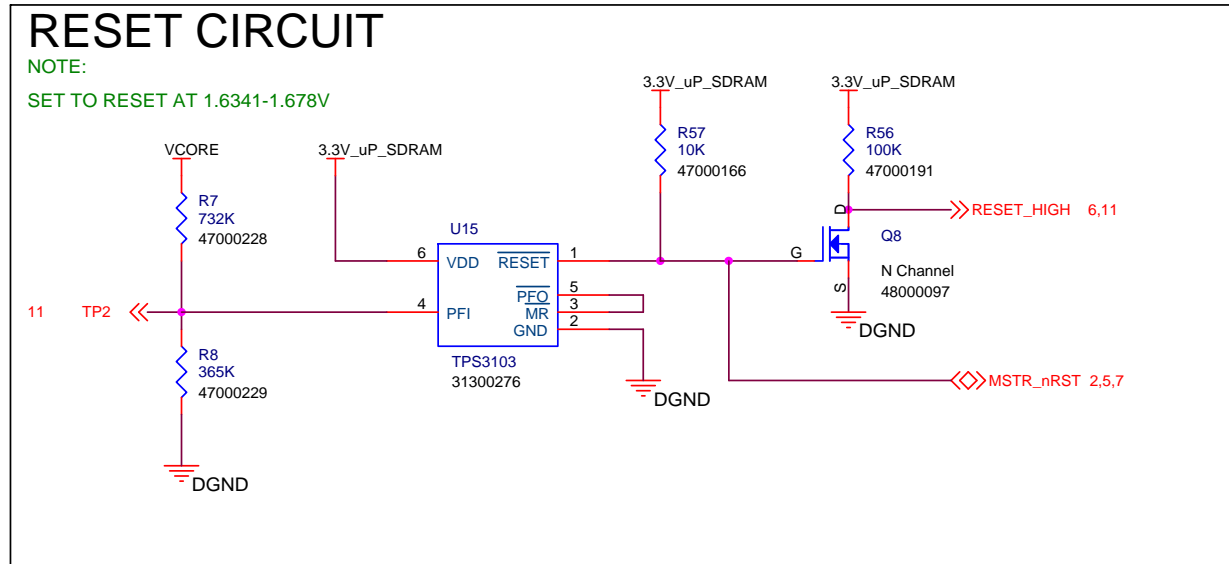 RESET CIRCUIT
NOTE:
SET TO RESET AT 1.6341-1.678V
VCORE
3.3V_uP_SDRAM
3.3V_uP_SDRAM
3.3V_uP_SDRAM
R7
732K
47000228
R57
10K
47000166
R56
100K
47000191
RESET_HIGH 6,11
U15
6 VDD RESET 1
PFO 5
4 PFI MR 3
GND 2
TPS3103
31300276
D
G
S
Q8
N Channel
48000097
DGND
11 TP2
R8
365K
47000229
DGND
MSTR_nRST 2,5,7
DGND